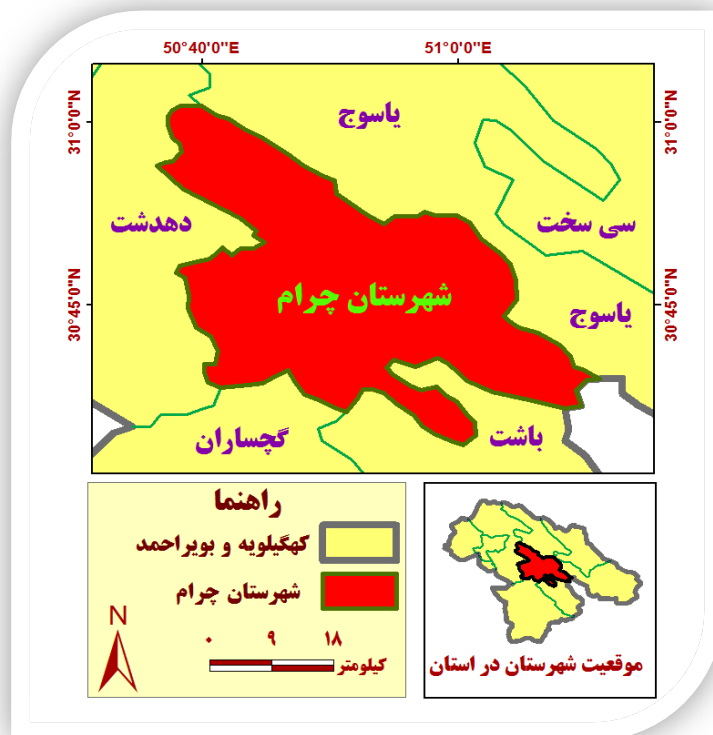 50°40'0"E
51°0'0"E
31°0'0"N
31°0'0"N
یاسوج
دهدشت
سی سخت
شهرستان چرام
30°45'0"N
30°45'0"N
یاسوج
گچساران
باشت
راهنما
کهگیلویه و بویراحمد
شهرستان چرام
N
۰ ۹ ۱۸
کیلومتر
موقعیت شهرستان در استان